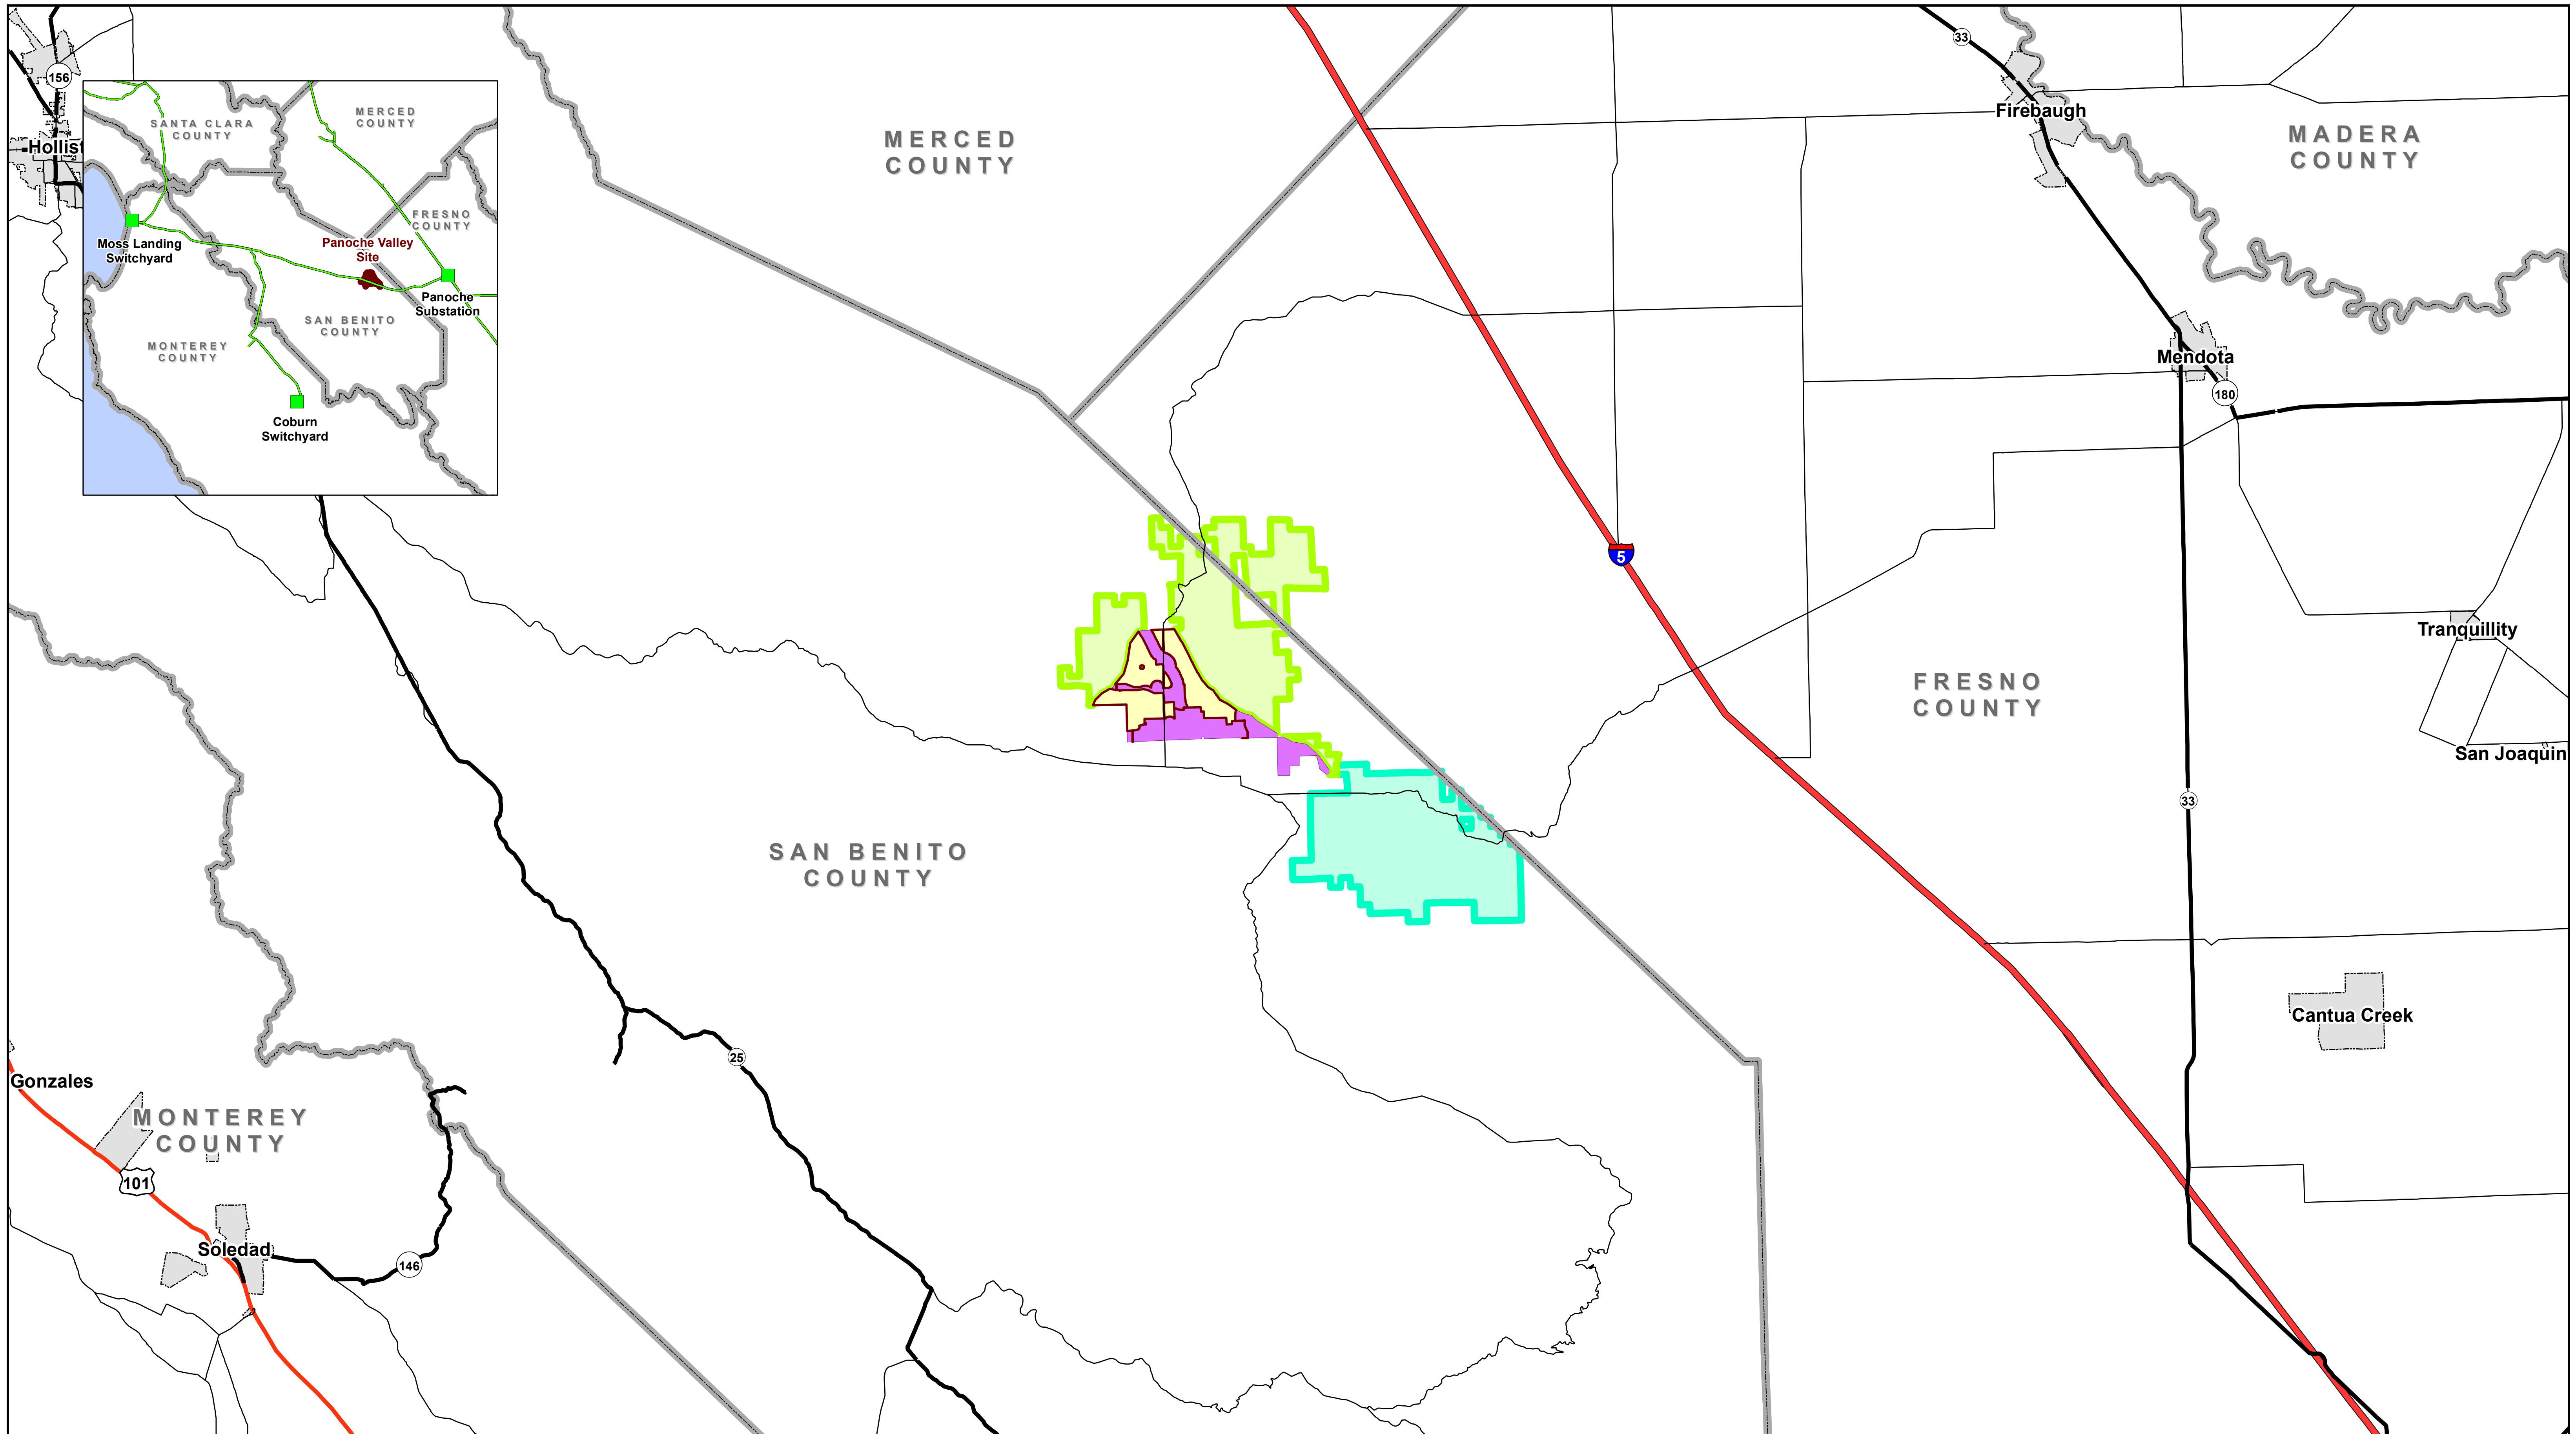 33
156
Firebaugh
MERCED
COUNTY
MADERA
COUNTY
Hollist
MERCED
COUNTY
SANTA CLARA
COUNTY
FRESNO
COUNTY
Moss Landing
Switchyard
Panoche Valley
Site
Panoche
Substation
SAN BENITO
COUNTY
MONTEREY
COUNTY
Coburn
Switchyard
Mendota
180
5
Tranquillity
FRESNO
COUNTY
San Joaquin
33
SAN BENITO
COUNTY
Cantua Creek
25
Gonzales
MONTEREY
COUNTY
101
Soledad
146